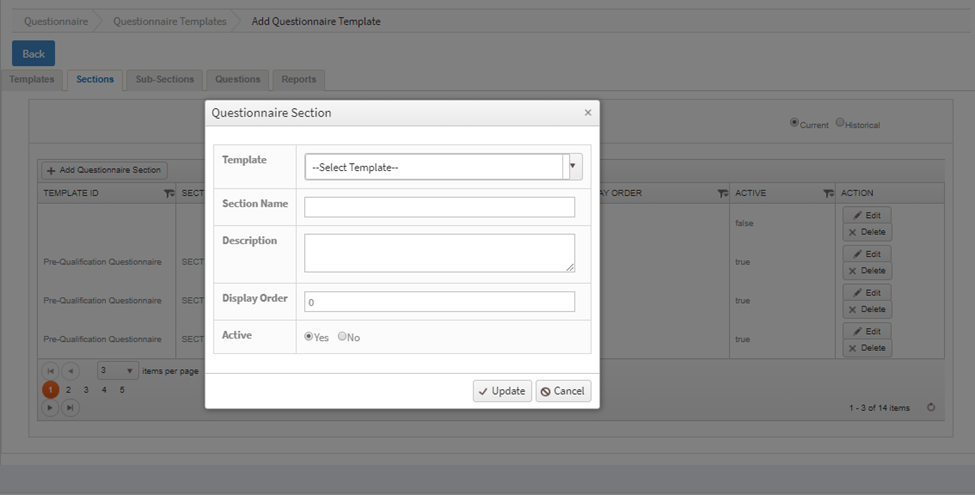 Questionnaire Questionnaire Templates Add Questionnaire Template
Back
Templates Sections Sub-Sections Questions Reports
Questionnaire Section ×
Current Historical
Template --Select Template--
Add Questionnaire Section
TEMPLATE ID SECT AY ORDER ACTIVE ACTION
Section Name
false Edit
Delete
Description
Pre-Qualification Questionnaire SECT true Edit
Delete
Display Order 0
Pre-Qualification Questionnaire SECT true Edit
Delete
Active Yes No
Pre-Qualification Questionnaire SECT true Edit
Delete
3 items per page
1 2 3 4 5
Update Cancel
1 - 3 of 14 items